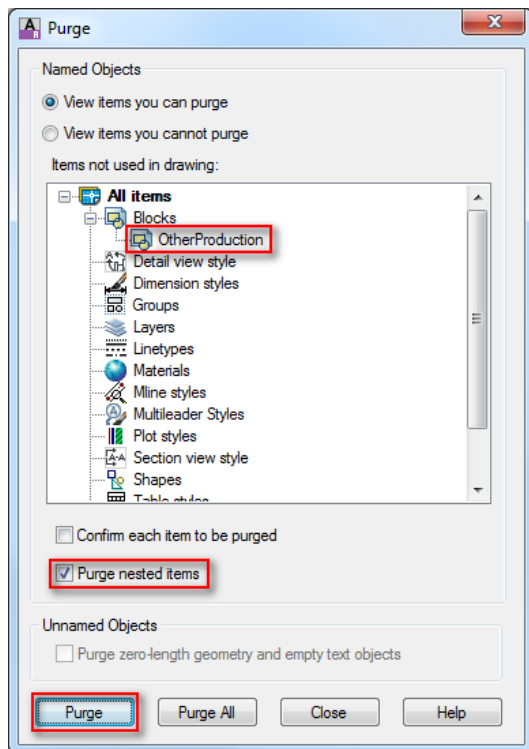 Purge
Named Objects
View items you can purge
View items you cannot purge
Items not used in drawing:
All items
Blocks
OtherProduction
Detail view style
Dimension styles
Groups
Layers
Linetypes
Materials
Mline styles
Multileader Styles
Plot styles
Section view style
Shapes
Table styles
Confirm each item to be purged
Purge nested items
Unnamed Objects
Purge zero-length geometry and empty text objects
Purge Purge All Close Help